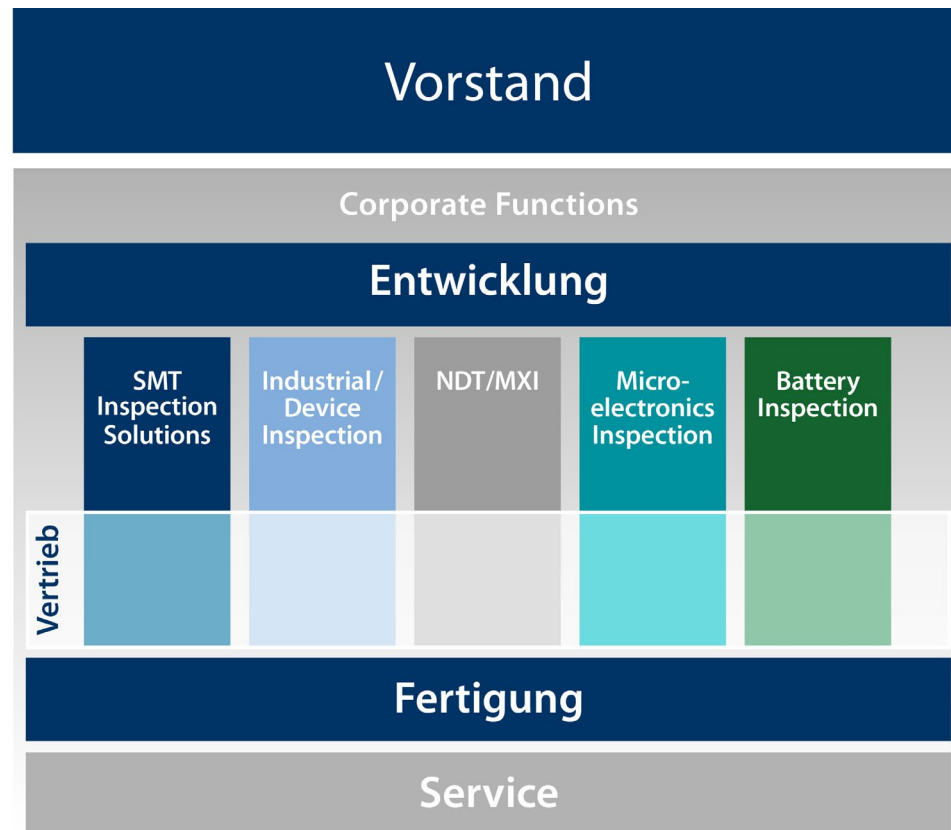 Vorstand
Corporate Functions
Entwicklung
SMT
Inspection
Solutions
Industrial/
Device
Inspection
NDT/MXI
Micro-
electronics
Inspection
Battery
Inspection
Vertrieb
Fertigung
Service